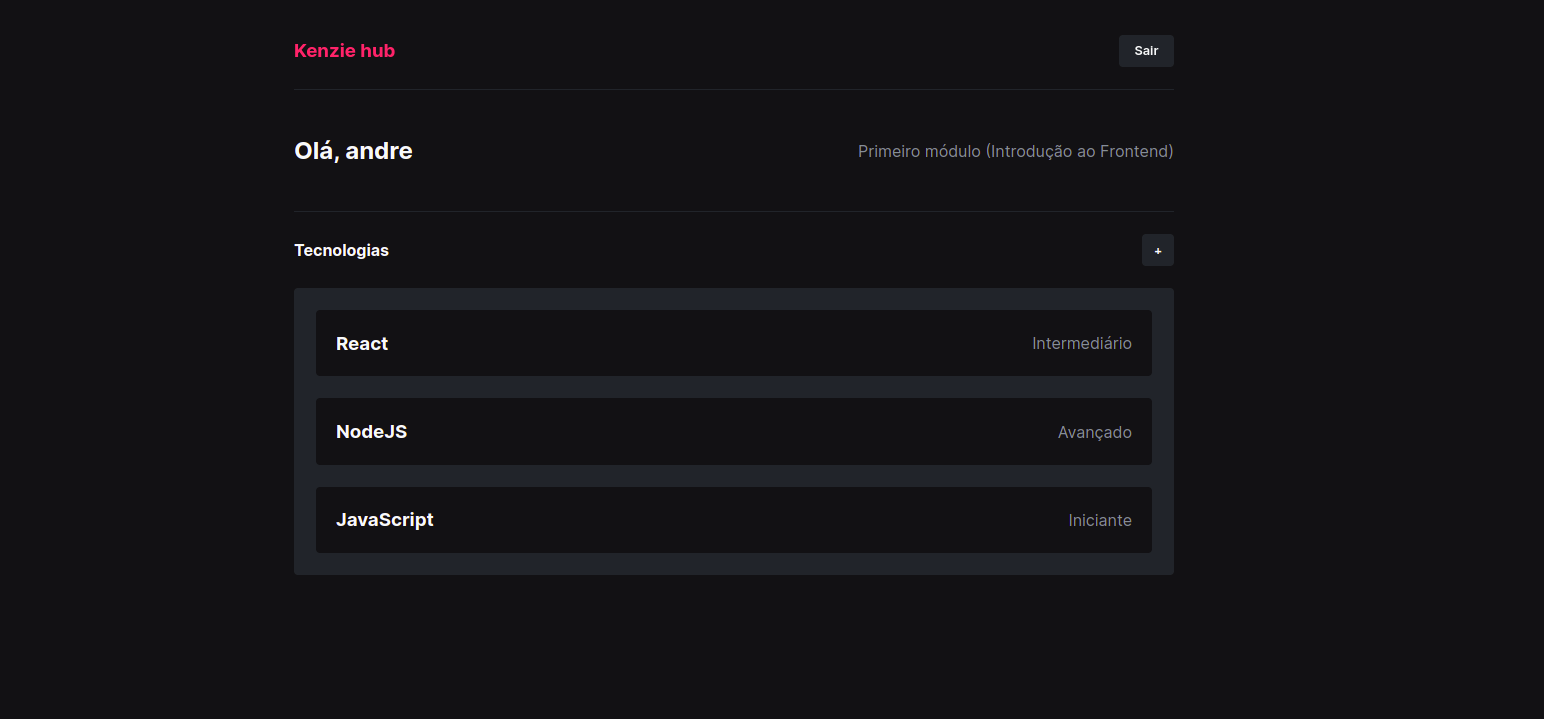 Kenzie hub
Sair
Olá, andre
Primeiro módulo (Introdução ao Frontend)
Tecnologias
+
React
Intermediário
NodeJS
Avançado
JavaScript
Iniciante